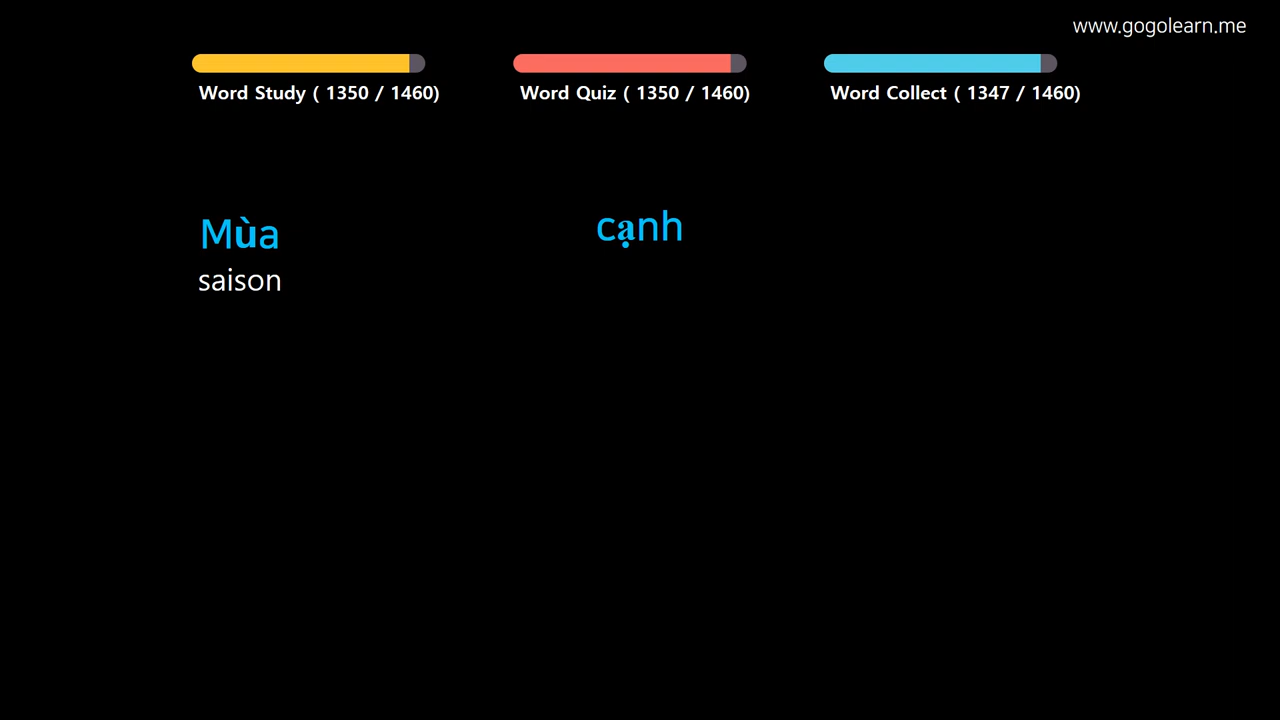 www.gogolearn.me
Word Study ( 1350 / 1460)
Word Quiz ( 1350 / 1460)
Word Collect ( 1347 / 1460)
Mùa
saison
cạnh